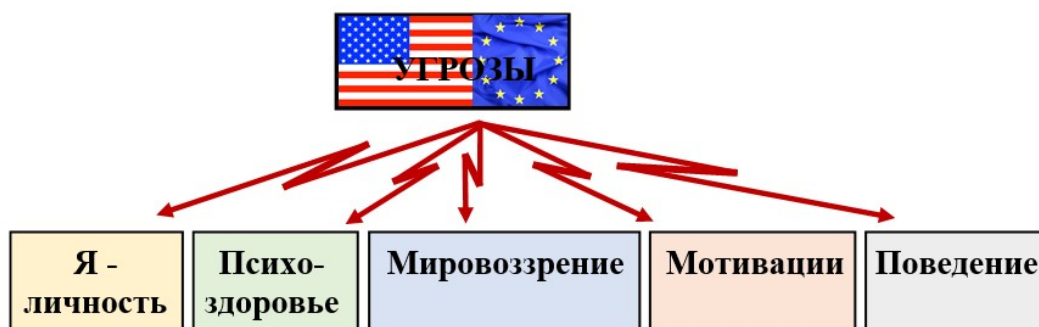 УГРОЗЫ
Я -
личность
Психо-
здоровье
Мировоззрение
Мотивации
Поведение